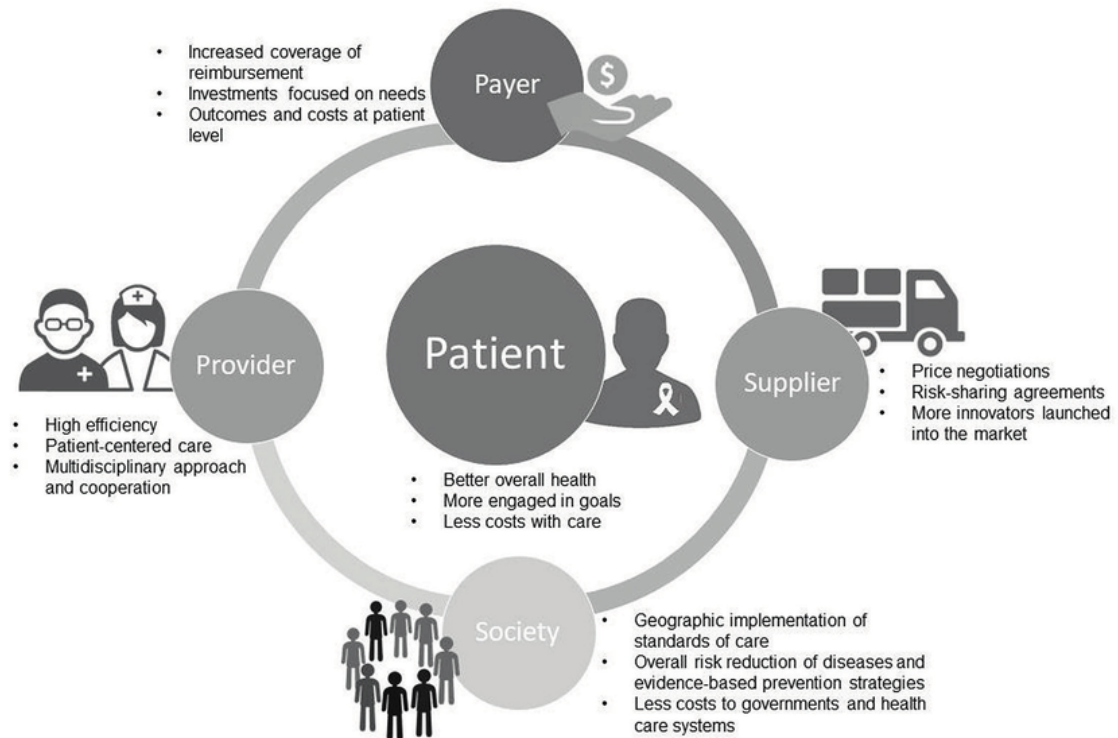 • Increased coverage of
reimbursement
• Investments focused on needs
• Outcomes and costs at patient
level
Payer
$
Provider
• High efficiency
• Patient-centered care
• Multidisciplinary approach
and cooperation
Patient
• Better overall health
• More engaged in goals
• Less costs with care
Supplier
• Price negotiations
• Risk-sharing agreements
• More innovators launched
into the market
Society
• Geographic implementation of
standards of care
• Overall risk reduction of diseases and
evidence-based prevention strategies
• Less costs to governments and health
care systems